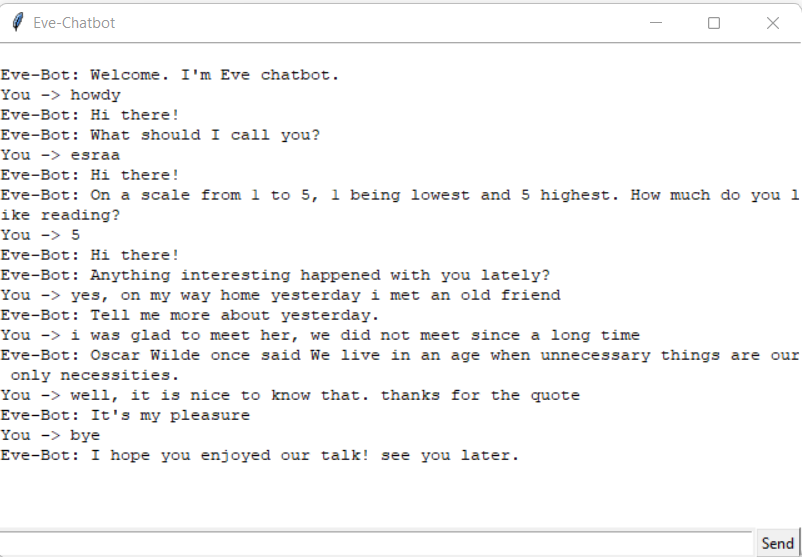 Eve-Chatbot
Eve-Bot: Welcome. I'm Eve chatbot.
You -> howdy
Eve-Bot: Hi there!
Eve-Bot: What should I call you?
You -> esraa
Eve-Bot: Hi there!
Eve-Bot: On a scale from 1 to 5, 1 being lowest and 5 highest. How much do you l
ike reading?
You -> 5
Eve-Bot: Hi there!
Eve-Bot: Anything interesting happened with you lately?
You -> yes, on my way home yesterday i met an old friend
Eve-Bot: Tell me more about yesterday.
You -> i was glad to meet her, we did not meet since a long time
Eve-Bot: Oscar Wilde once said We live in an age when unnecessary things are our
 only necessities.
You -> well, it is nice to know that. thanks for the quote
Eve-Bot: It's my pleasure
You -> bye
Eve-Bot: I hope you enjoyed our talk! see you later.
Send